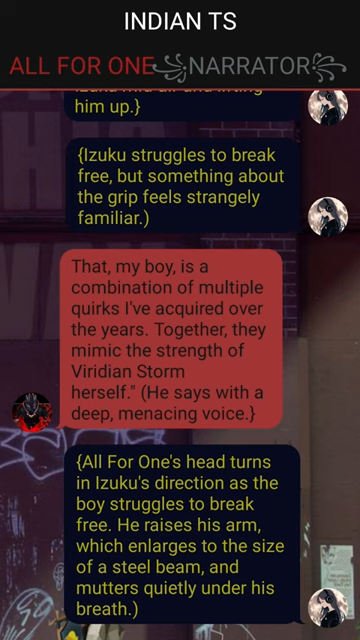 INDIAN TS
ALL FOR ONE NARRATOR
him up.}
{Izuku struggles to break
free, but something about
the grip feels strangely
familiar.)
That, my boy, is a
combination of multiple
quirks I've acquired over
the years. Together, they
mimic the strength of
Viridian Storm
herself." (He says with a
deep, menacing voice.}
{All For One's head turns
in Izuku's direction as the
boy struggles to break
free. He raises his arm,
which enlarges to the size
of a steel beam, and
mutters quietly under his
breath.)